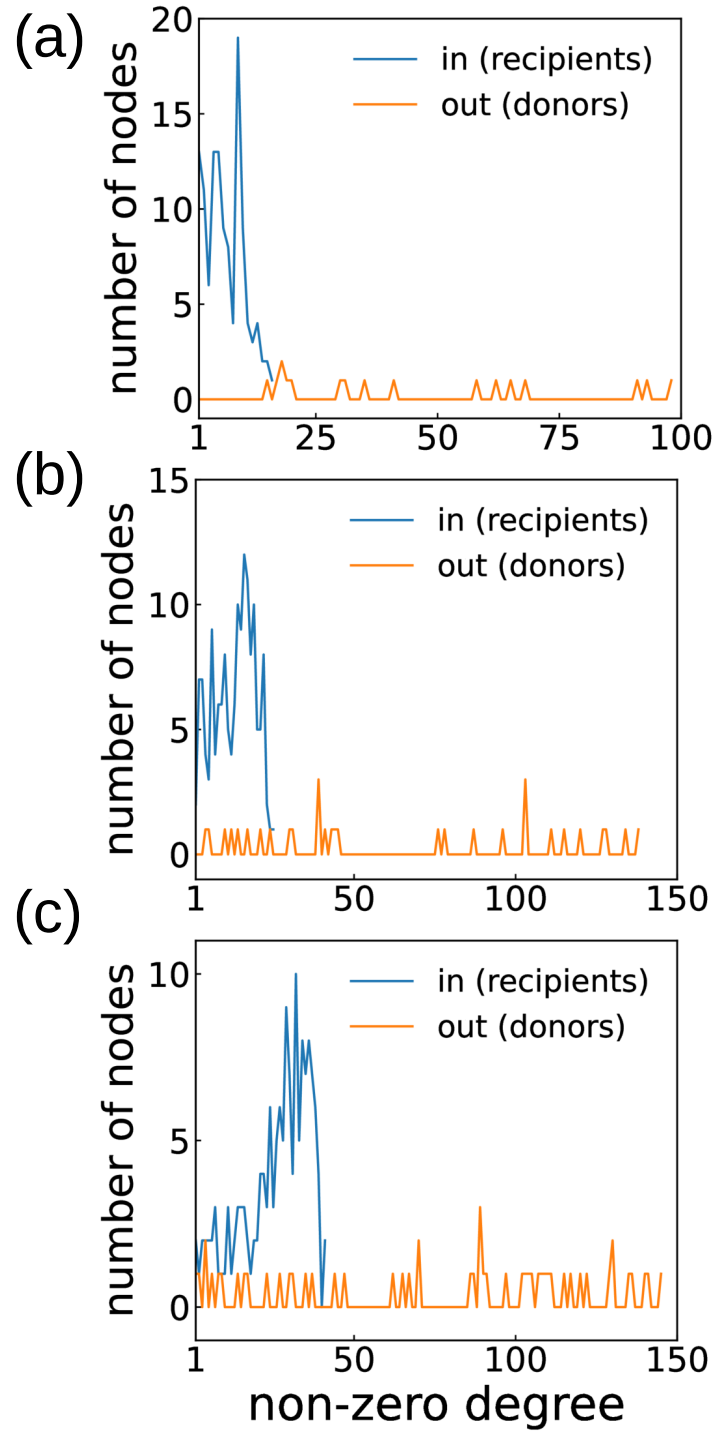 (a)
number of nodes
20
15
10
5
0
in (recipients)
out (donors)
1 25 50 75 100
(b)
number of nodes
15
10
5
0
in (recipients)
out (donors)
1 50 100 150
(c)
number of nodes
10
5
0
in (recipients)
out (donors)
1 50 100 150
non-zero degree